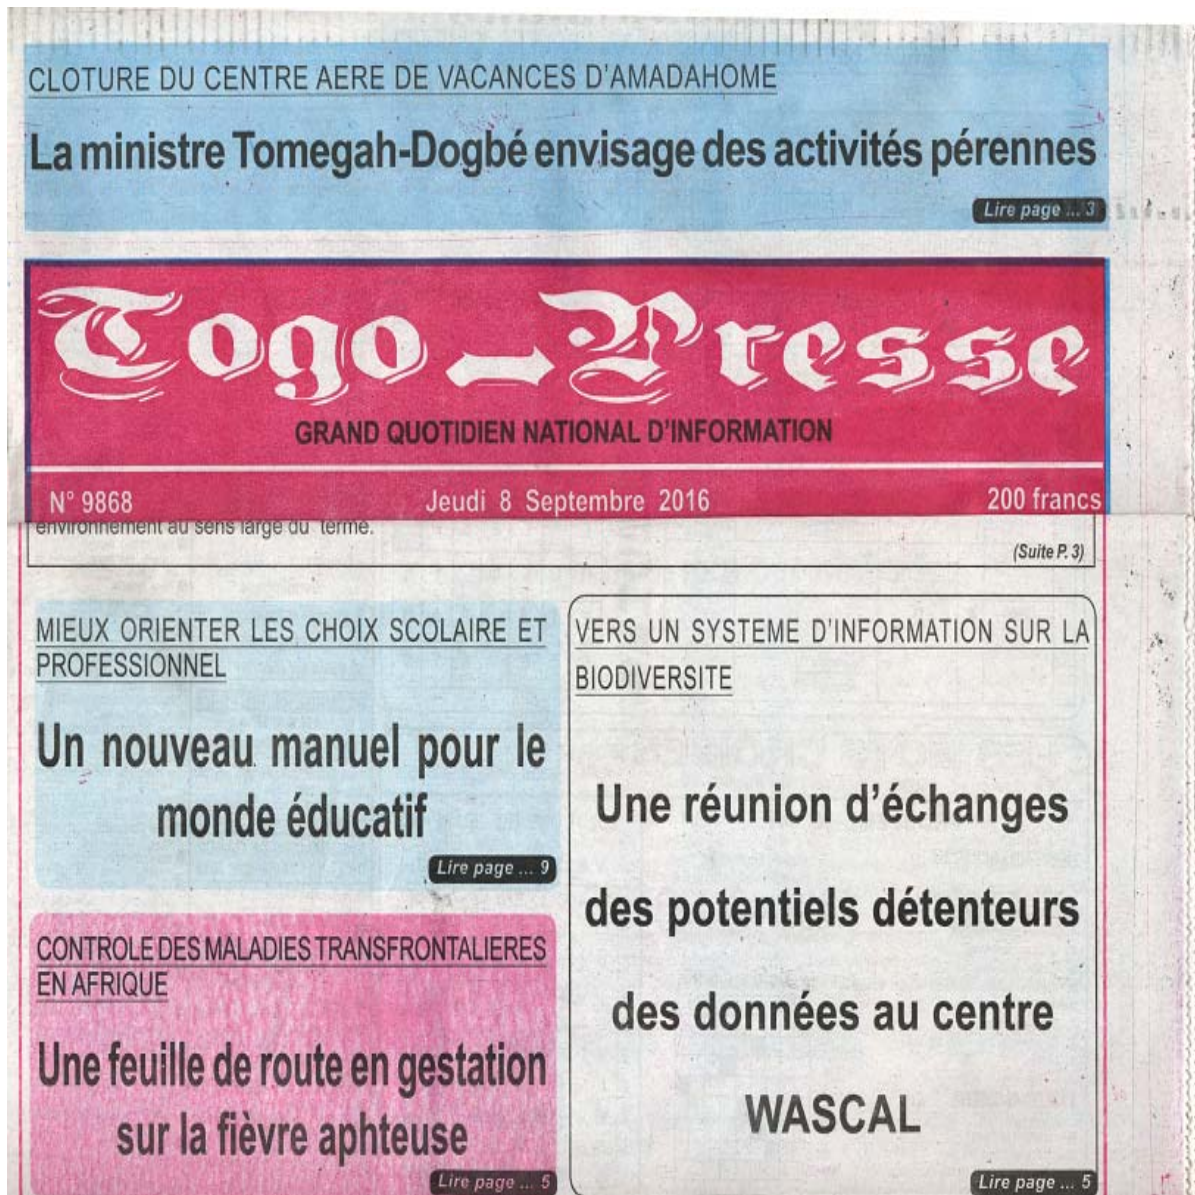 CLOTURE DU CENTRE AERE DE VACANCES D'AMADAHOME
La ministre Tomegah-Dogbé envisage des activités pérennes
Lire page ... 3
Togo-Presse
GRAND QUOTIDIEN NATIONAL D'INFORMATION
N° 9868 Jeudi 8 Septembre 2016 200 francs
environnement au sens large du terme.
(Suite P. 3)
MIEUX ORIENTER LES CHOIX SCOLAIRE ET
PROFESSIONNEL
Un nouveau manuel pour le
monde éducatif
Lire page ... 9
CONTROLE DES MALADIES TRANSFRONTALIERES
EN AFRIQUE
Une feuille de route en gestation
sur la fièvre aphteuse
Lire page ... 5
VERS UN SYSTEME D'INFORMATION SUR LA
BIODIVERSITE
Une réunion d'échanges
des potentiels détenteurs
des données au centre
WASCAL
Lire page ... 5